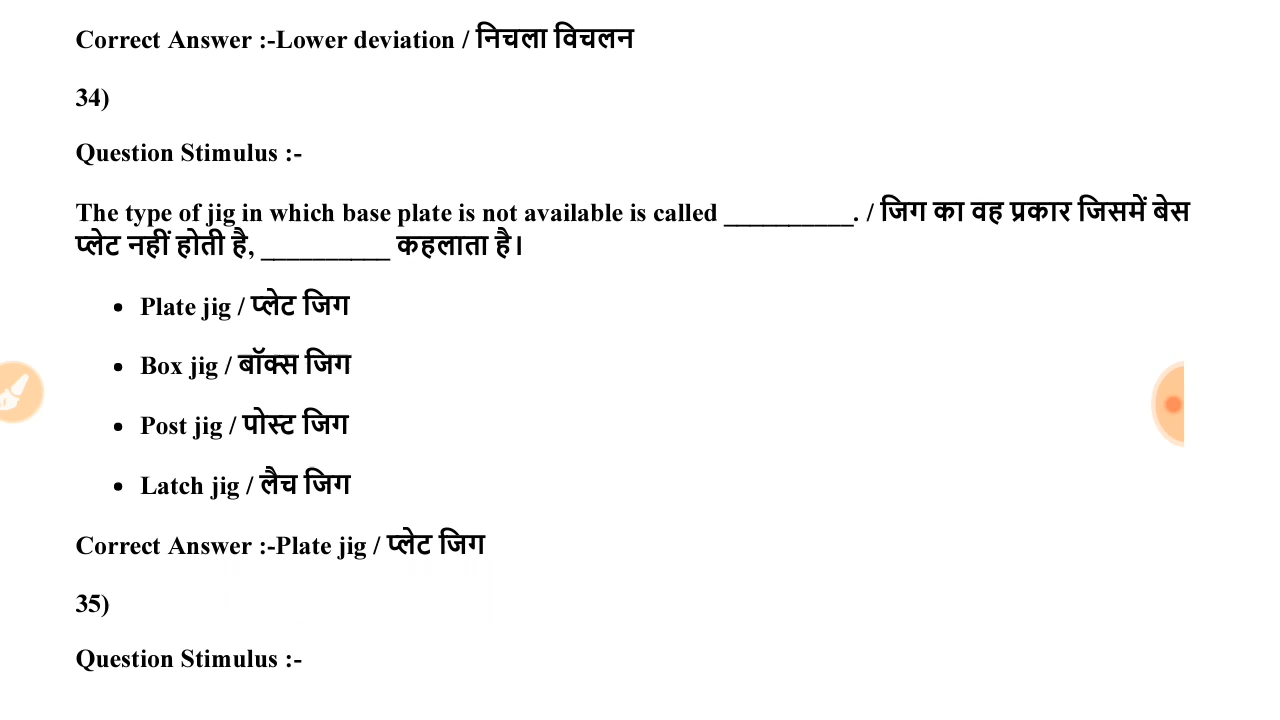 Correct Answer :-Lower deviation / निचला विचलन
34)
Question Stimulus :-
The type of jig in which base plate is not available is called __________. / जिग का वह प्रकार जिसमें बेस
प्लेट नहीं होती है, __________ कहलाता है।
• Plate jig / प्लेट जिग
• Box jig / बॉक्स जिग
• Post jig / पोस्ट जिग
• Latch jig / लैच जिग
Correct Answer :-Plate jig / प्लेट जिग
35)
Question Stimulus :-